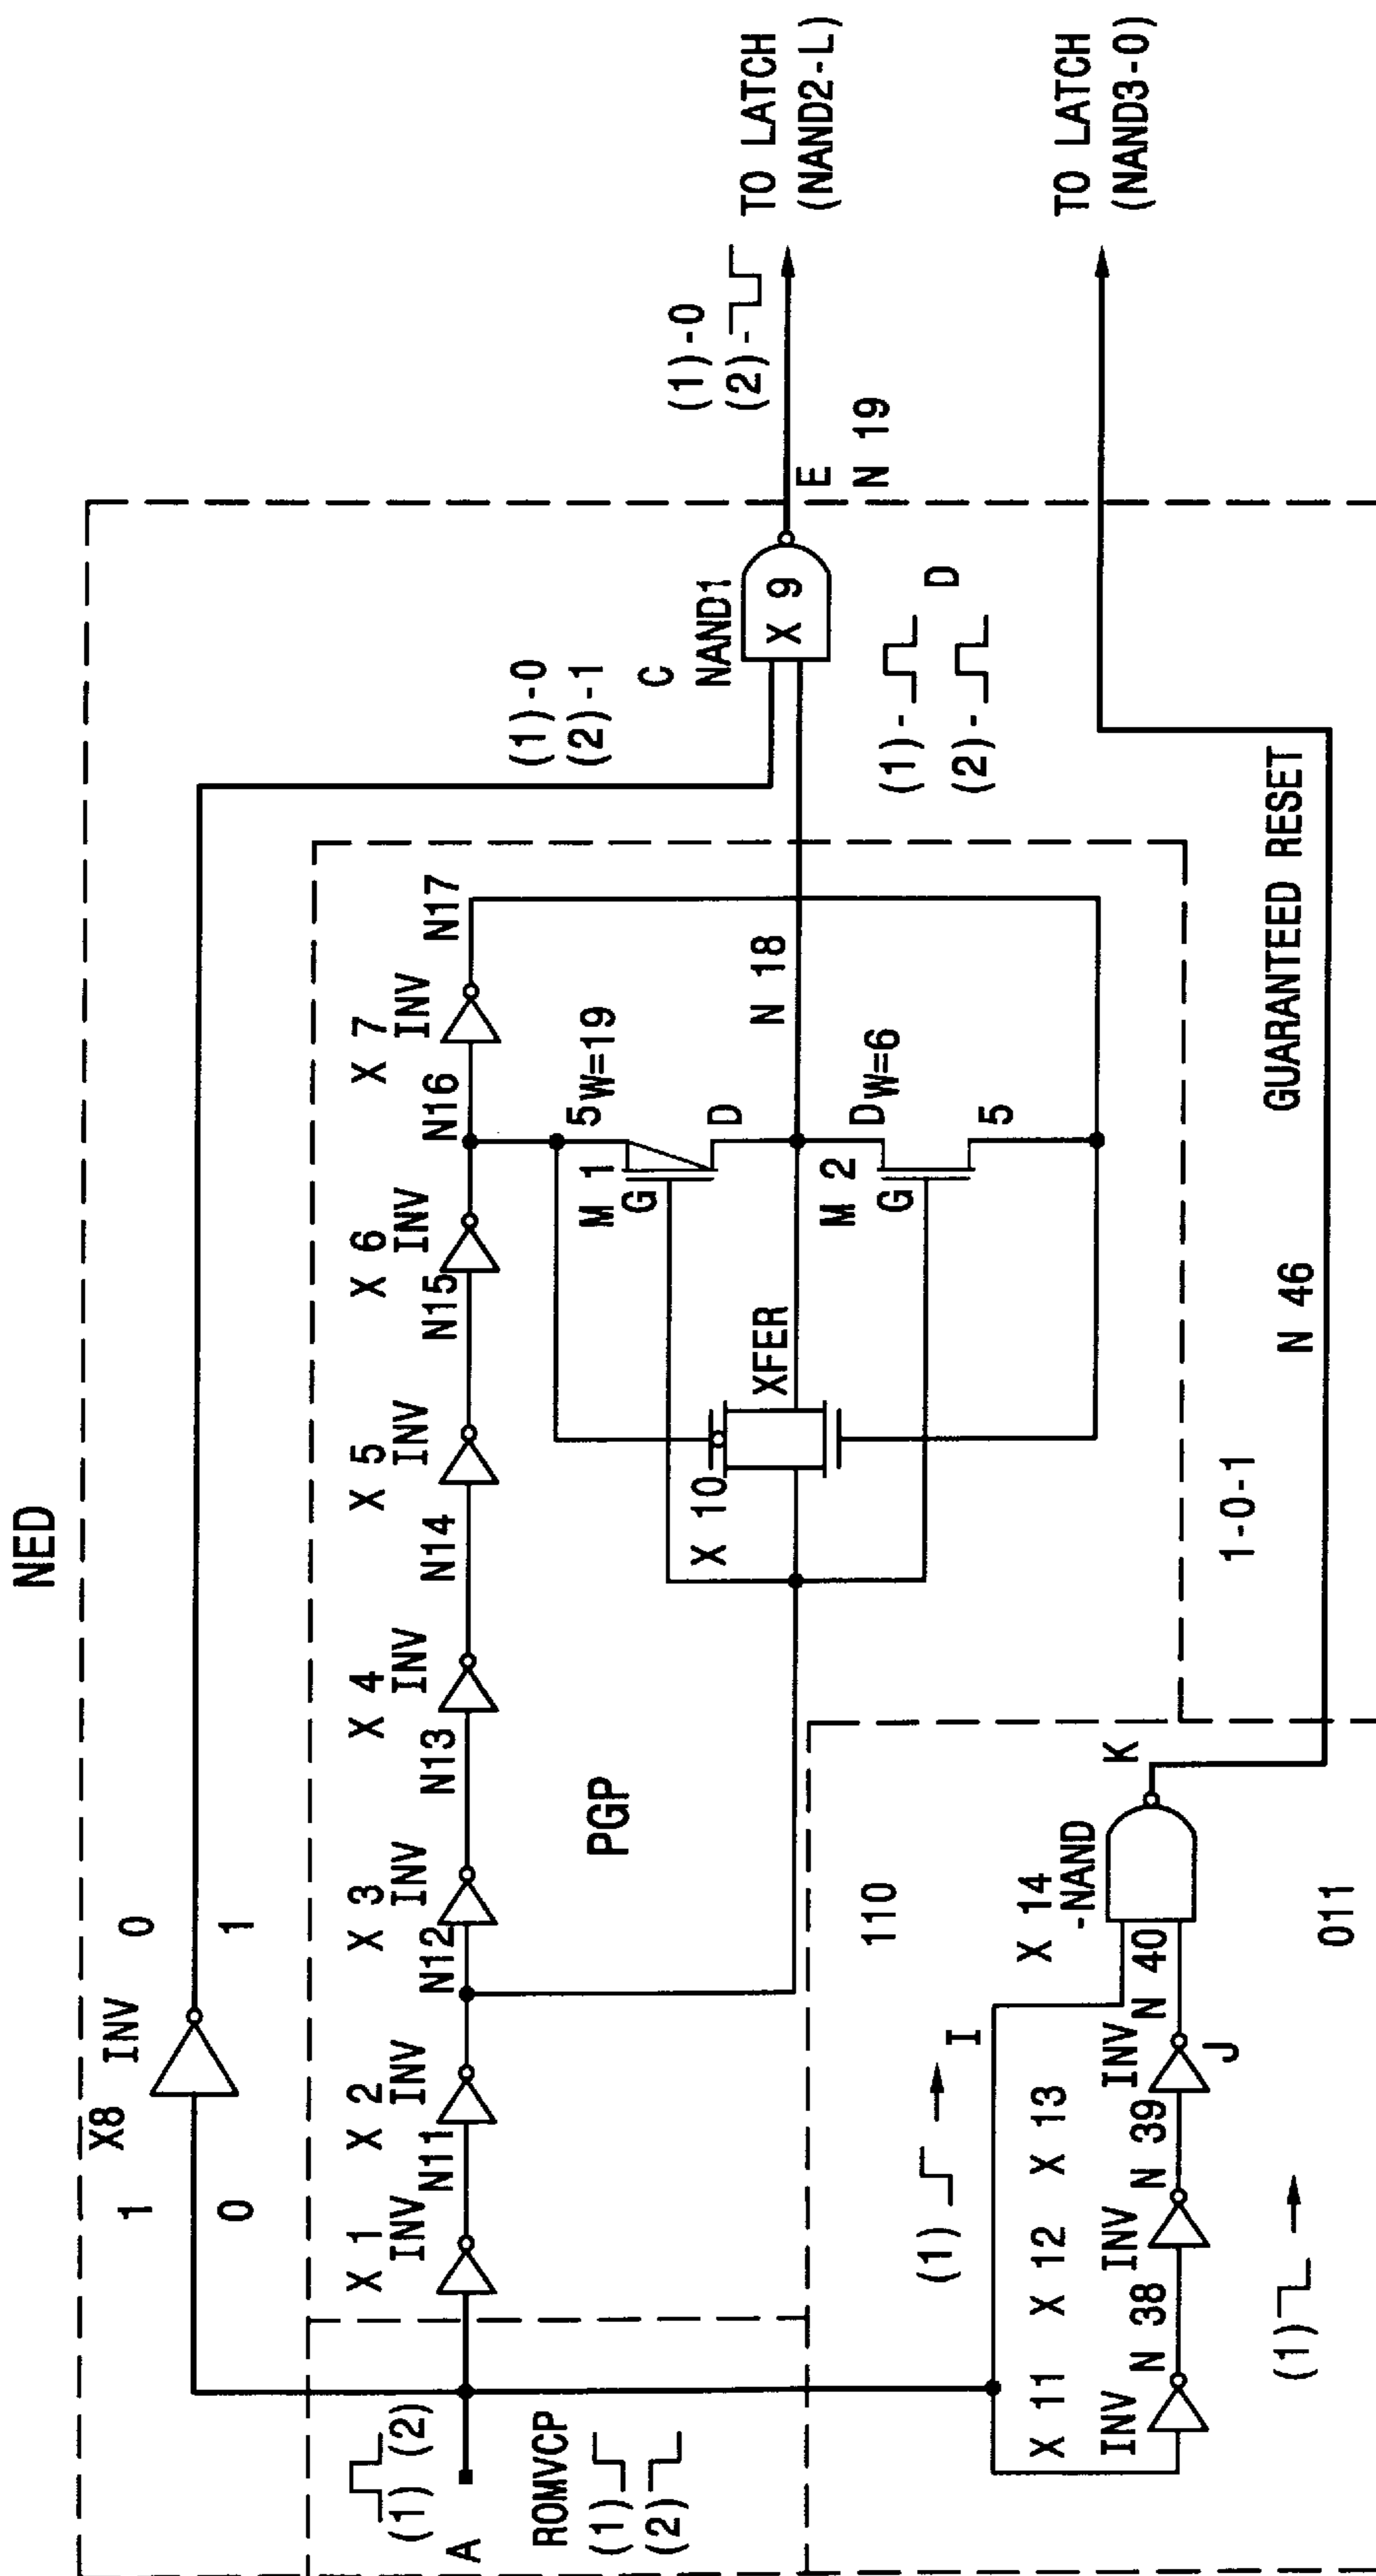 NED
X8 INV
1
0
0
1
(1) (2)
A
ROMVCP
(1)
(2)
X 1
INV
N11
X 2
INV
N12
X 3
INV
N13
X 4
INV
N14
X 5
INV
N15
X 6
INV
N16
X 7
INV
N17
PGP
X 10
XFER
M 1
G
5
W=19
D
N 18
M 2
G
D
W=6
5
(1)-0
(2)-1
C
NAND1
X 9
(1)-
(2)-
D
E
N 19
(1)-0
(2)-
TO LATCH
(NAND2-L)
TO LATCH
(NAND3-0)
110
(1)
I
X 11
X 12
X 13
INV
N 38
INV
N 39
INV
N 40
J
(1)
X 14
-NAND
K
011
1-0-1
N 46
GUARANTEED RESET